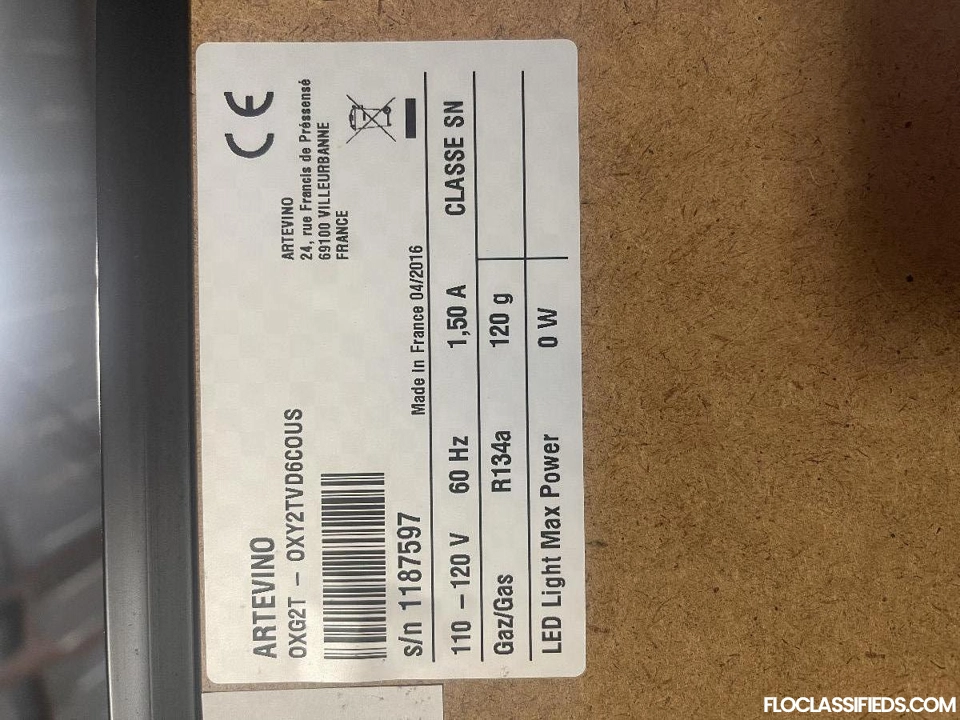 ARTEVINO
OXG2T – OXY2TVD6COUS
s/n 1187597
CE
ARTEVINO
24, rue Francis de Préssensé
69100 VILLEURBANNE
FRANCE
Made In France 04/2016
110 – 120 V 60 Hz 1,50 A CLASSE SN
Gaz/Gas R134a 120 g
LED Light Max Power 0 W
FLOCLASSIFIEDS.COM